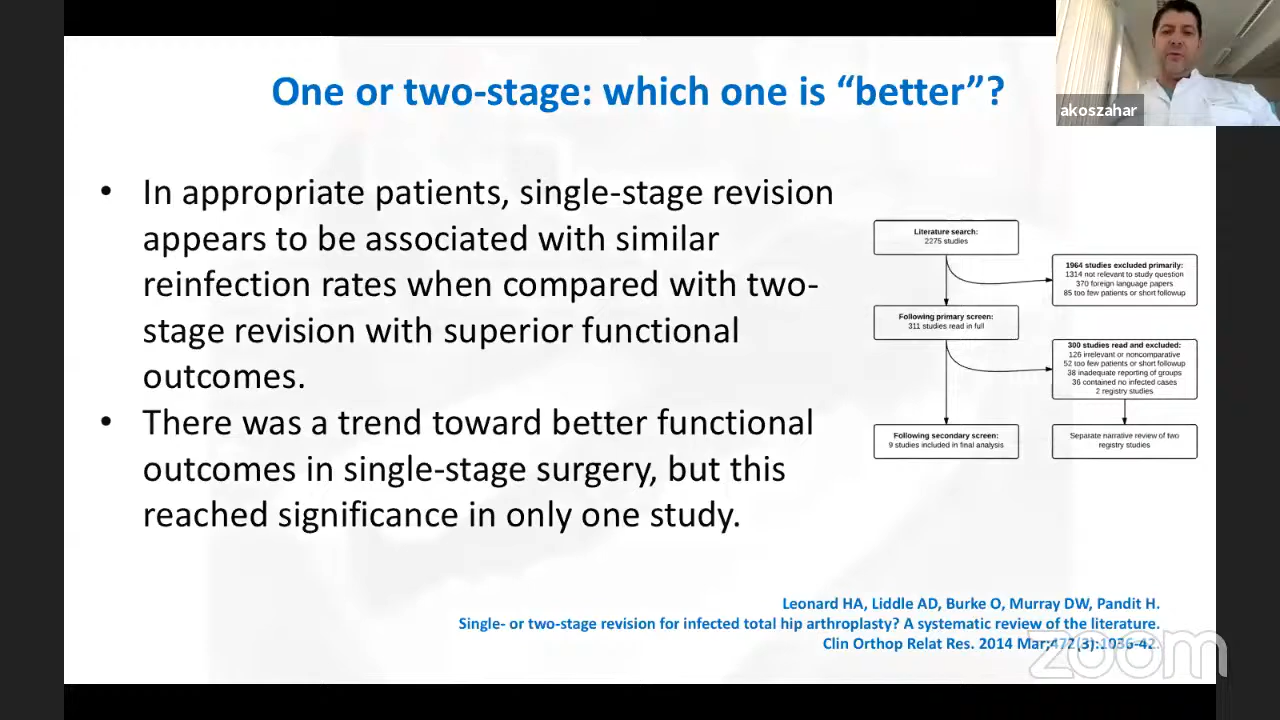 One or two-stage: which one is “better”?
akoszahar
• In appropriate patients, single-stage revision
appears to be associated with similar
reinfection rates when compared with two-
stage revision with superior functional
outcomes.
• There was a trend toward better functional
outcomes in single-stage surgery, but this
reached significance in only one study.
Literature search:
2275 studies
1964 studies excluded primarily:
1314 not relevant to study question
370 foreign language papers
85 too few patients or short followup
Following primary screen:
311 studies read in full
300 studies read and excluded:
126 irrelevant or noncomparative
52 too few patients or short followup
38 inadequate reporting of groups
36 contained no infected cases
2 registry studies
Following secondary screen:
9 studies included in final analysis
Separate narrative review of two
registry studies
Leonard HA, Liddle AD, Burke O, Murray DW, Pandit H.
Single- or two-stage revision for infected total hip arthroplasty? A systematic review of the literature.
Clin Orthop Relat Res. 2014 Mar;472(3):1036-42.
zoom